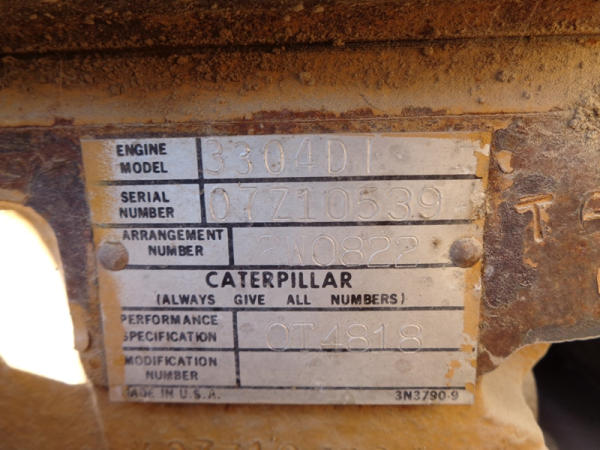 ENGINE MODEL 3304DI
SERIAL NUMBER 07Z10539
ARRANGEMENT NUMBER 2W0822
CATERPILLAR
(ALWAYS GIVE ALL NUMBERS)
PERFORMANCE SPECIFICATION 0T4818
MODIFICATION NUMBER
MADE IN U.S.A. 3N3790-9